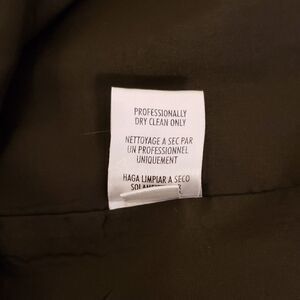 PROFESSIONALLY
DRY CLEAN ONLY
NETTOYAGE A SEC PAR
UN PROFESSIONNEL
UNIQUEMENT
HAGA LIMPIAR A SECO